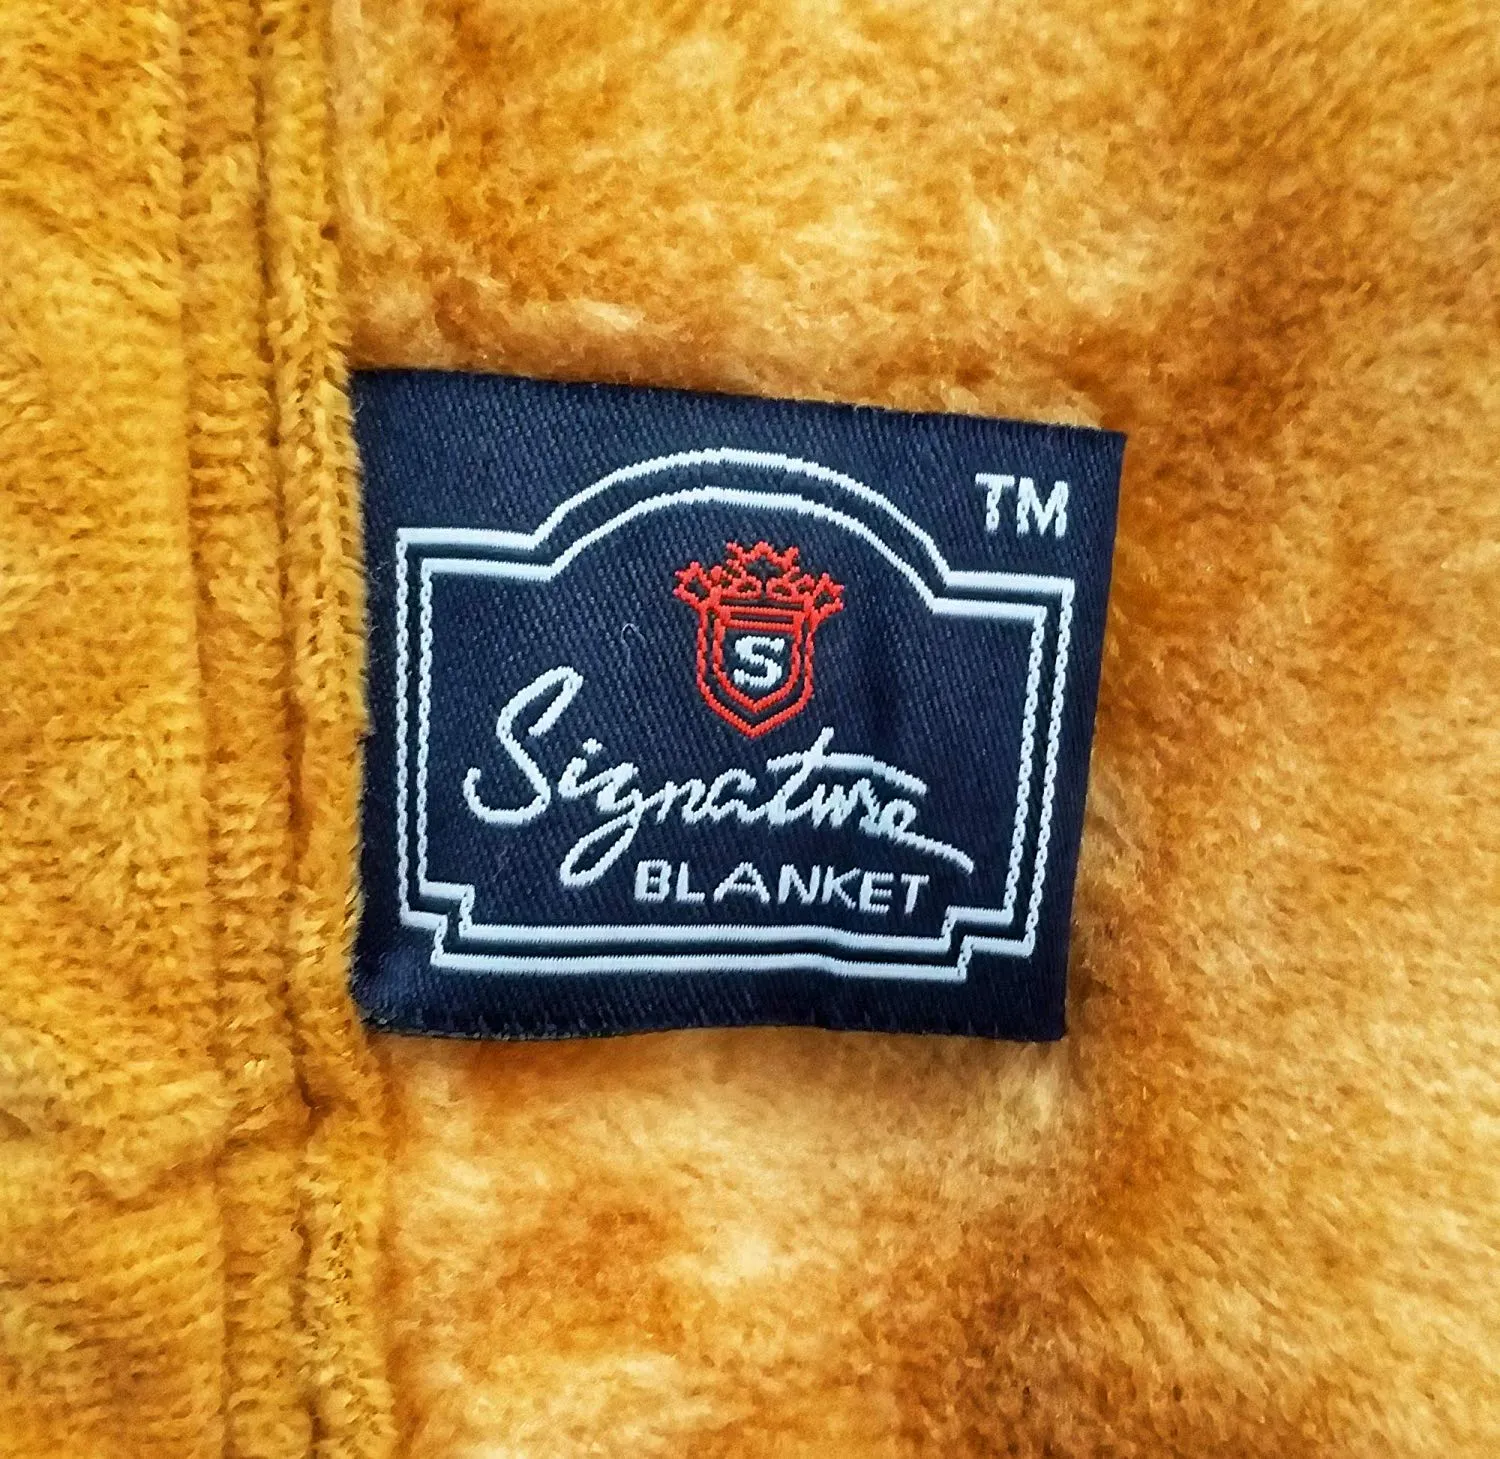 TM
S
Signature
BLANKET